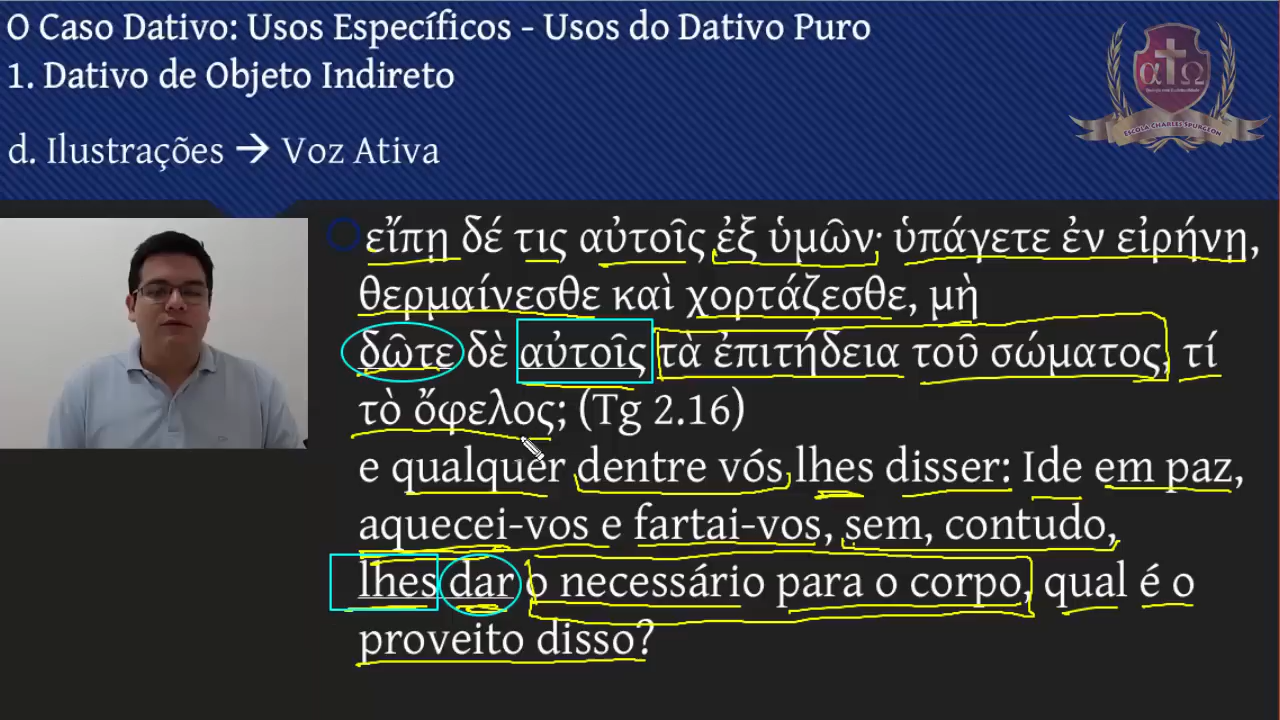 O Caso Dativo: Usos Específicos - Usos do Dativo Puro
1. Dativo de Objeto Indireto
d. Ilustrações → Voz Ativa
α Ω
ESCOLA CHARLES SPURGEON
εἴπῃ δέ τις αὐτοῖς ἐξ ὑμῶν· ὑπάγετε ἐν εἰρήνῃ,
θερμαίνεσθε καὶ χορτάζεσθε, μὴ
δῶτε δὲ αὐτοῖς τὰ ἐπιτήδεια τοῦ σώματος, τί
τὸ ὄφελος; (Tg 2.16)
e qualquer dentre vós lhes disser: Ide em paz,
aquecei-vos e fartai-vos, sem, contudo,
lhes dar o necessário para o corpo, qual é o
proveito disso?